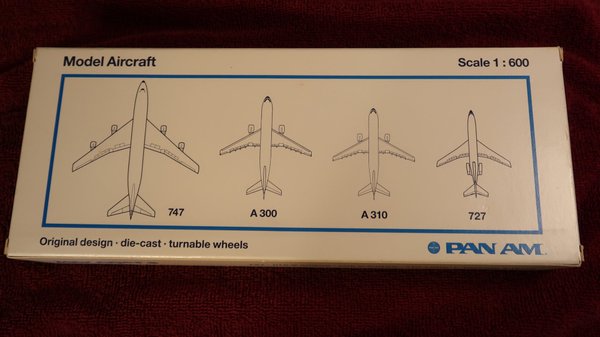 Model Aircraft
Scale 1 : 600
747
A 300
A 310
727
Original design · die-cast · turnable wheels
PAN AM